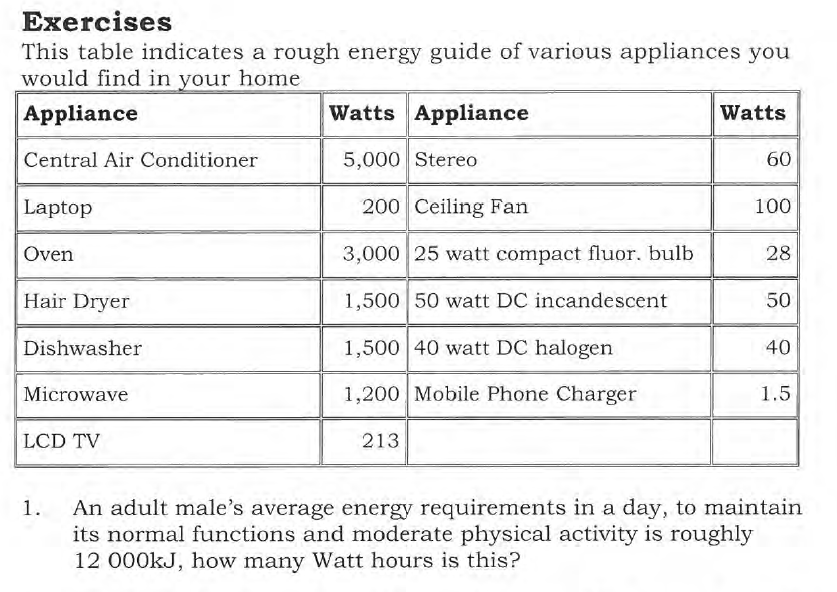 Exercises
This table indicates a rough energy guide of various appliances you
would find in your home
Appliance Watts Appliance Watts
Central Air Conditioner 5,000 Stereo 60
Laptop 200 Ceiling Fan 100
Oven 3,000 25 watt compact fluor. bulb 28
Hair Dryer 1,500 50 watt DC incandescent 50
Dishwasher 1,500 40 watt DC halogen 40
Microwave 1,200 Mobile Phone Charger 1.5
LCD TV 213
1. An adult male's average energy requirements in a day, to maintain
its normal functions and moderate physical activity is roughly
12 000kJ, how many Watt hours is this?